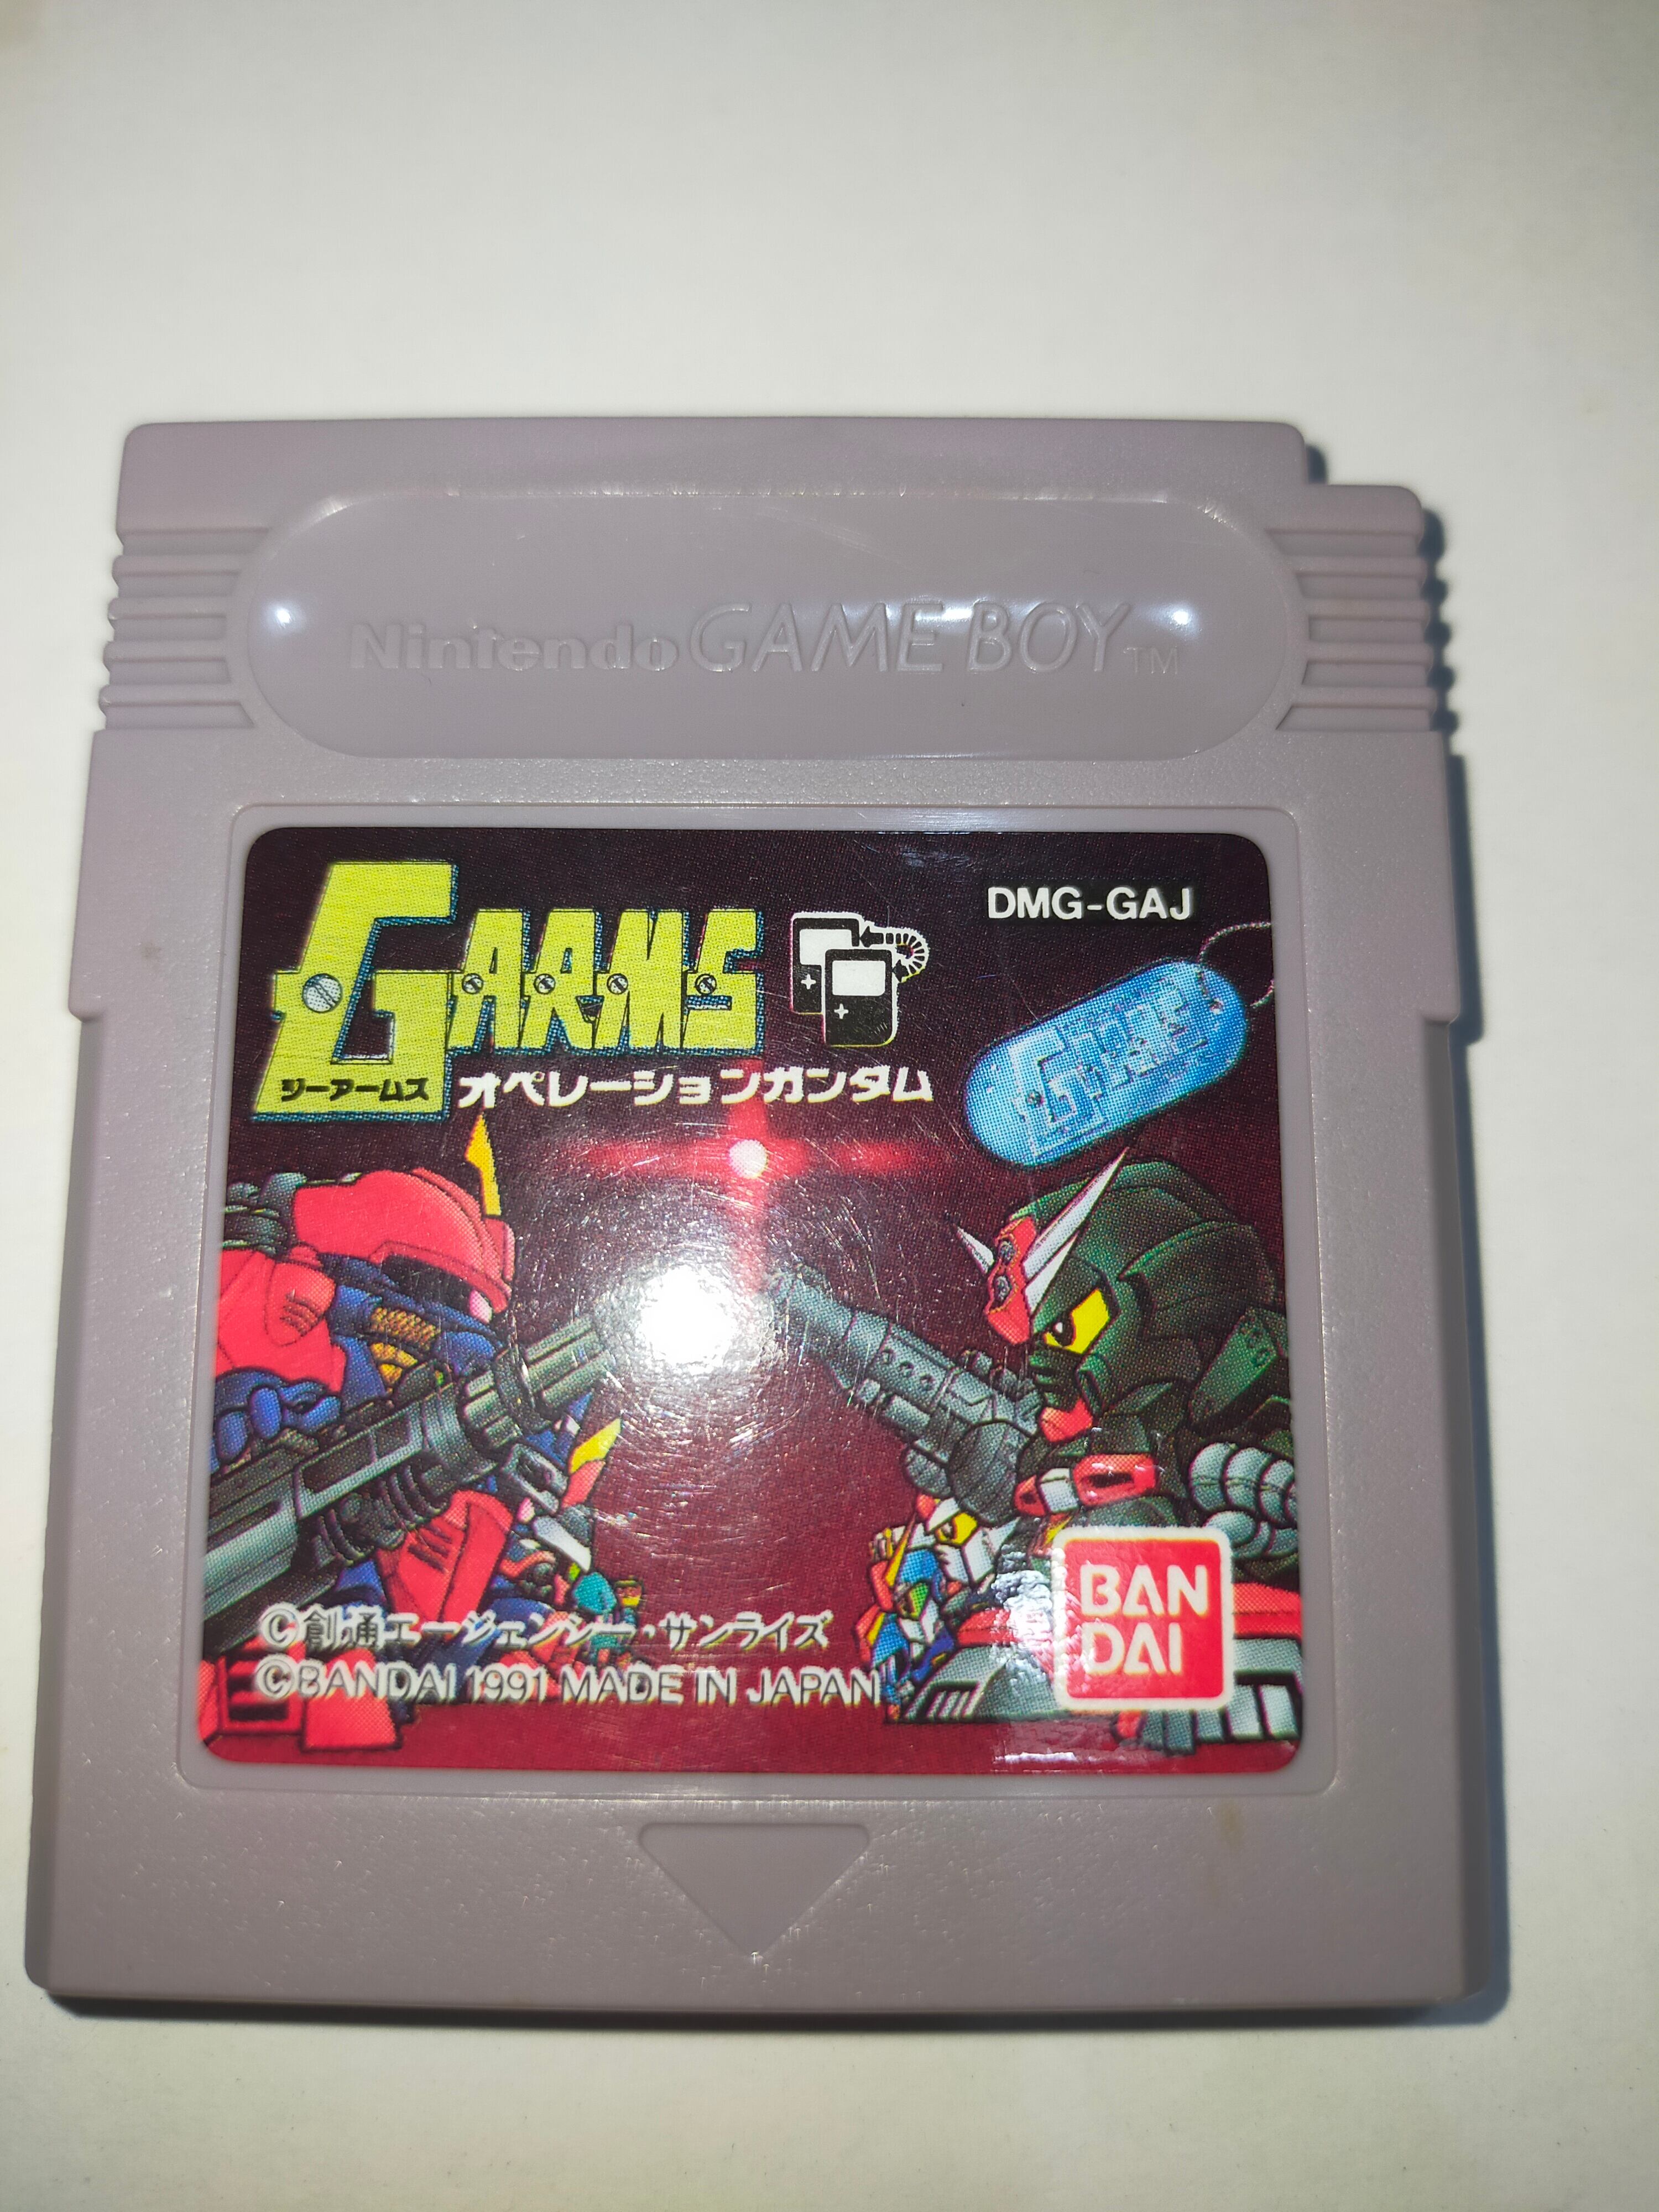 Nintendo GAME BOY TM
DMG-GAJ
G-ARMS
ジーアームス オペレーションガンダム
©創通エージェンシー・サンライズ
©BANDAI 1991 MADE IN JAPAN
BAN
DAI